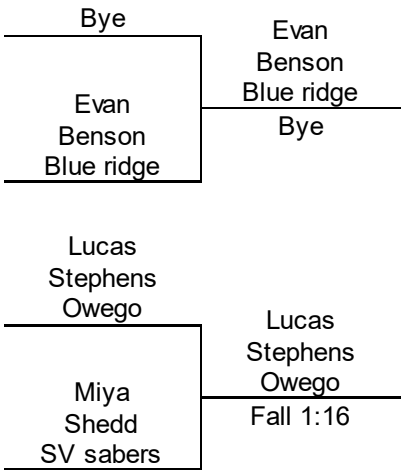 Bye
Evan
Benson
Blue ridge
Evan
Benson
Blue ridge
Bye
Lucas
Stephens
Owego
Miya
Shedd
SV sabers
Lucas
Stephens
Owego
Fall 1:16